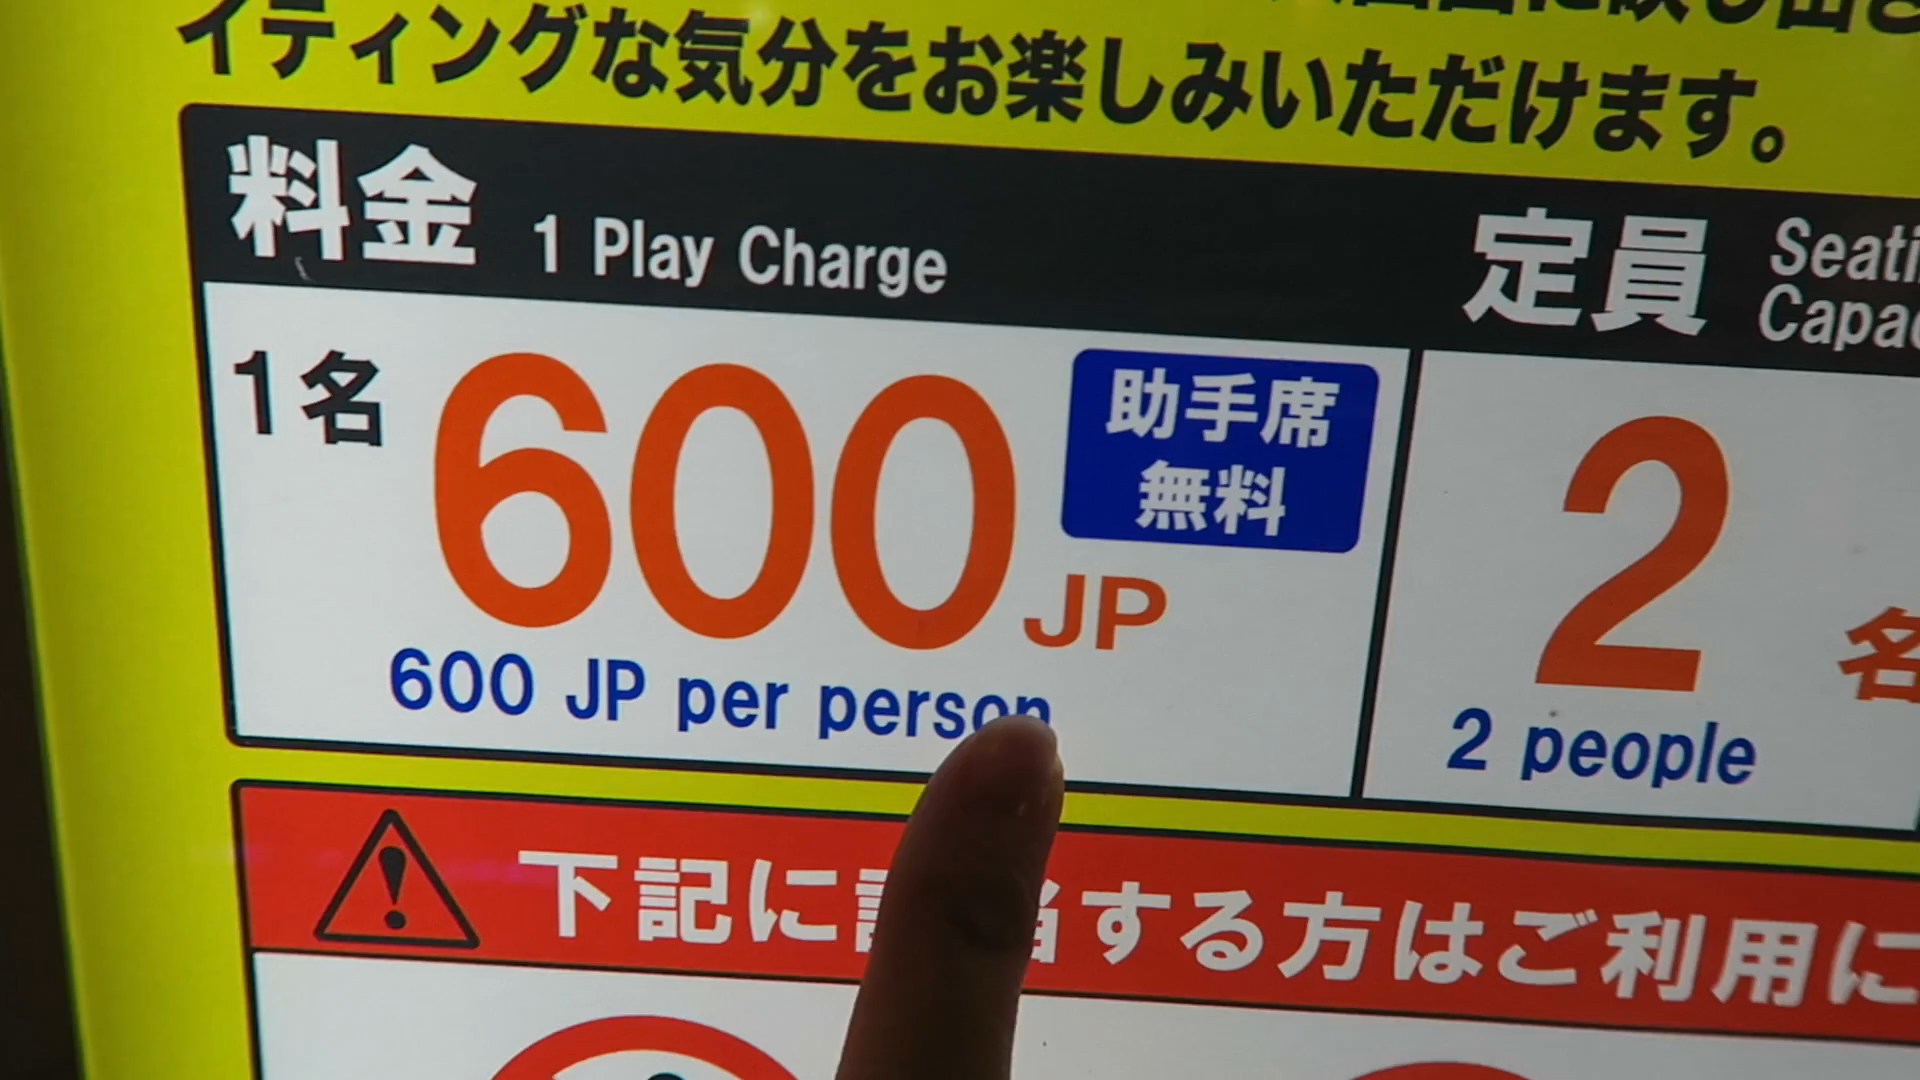 イティングな気分をお楽しみいただけます。
料金 1 Play Charge
1名 600 JP
助手席
無料
600 JP per person
定員
2名
2 people
下記に する方はご利用に